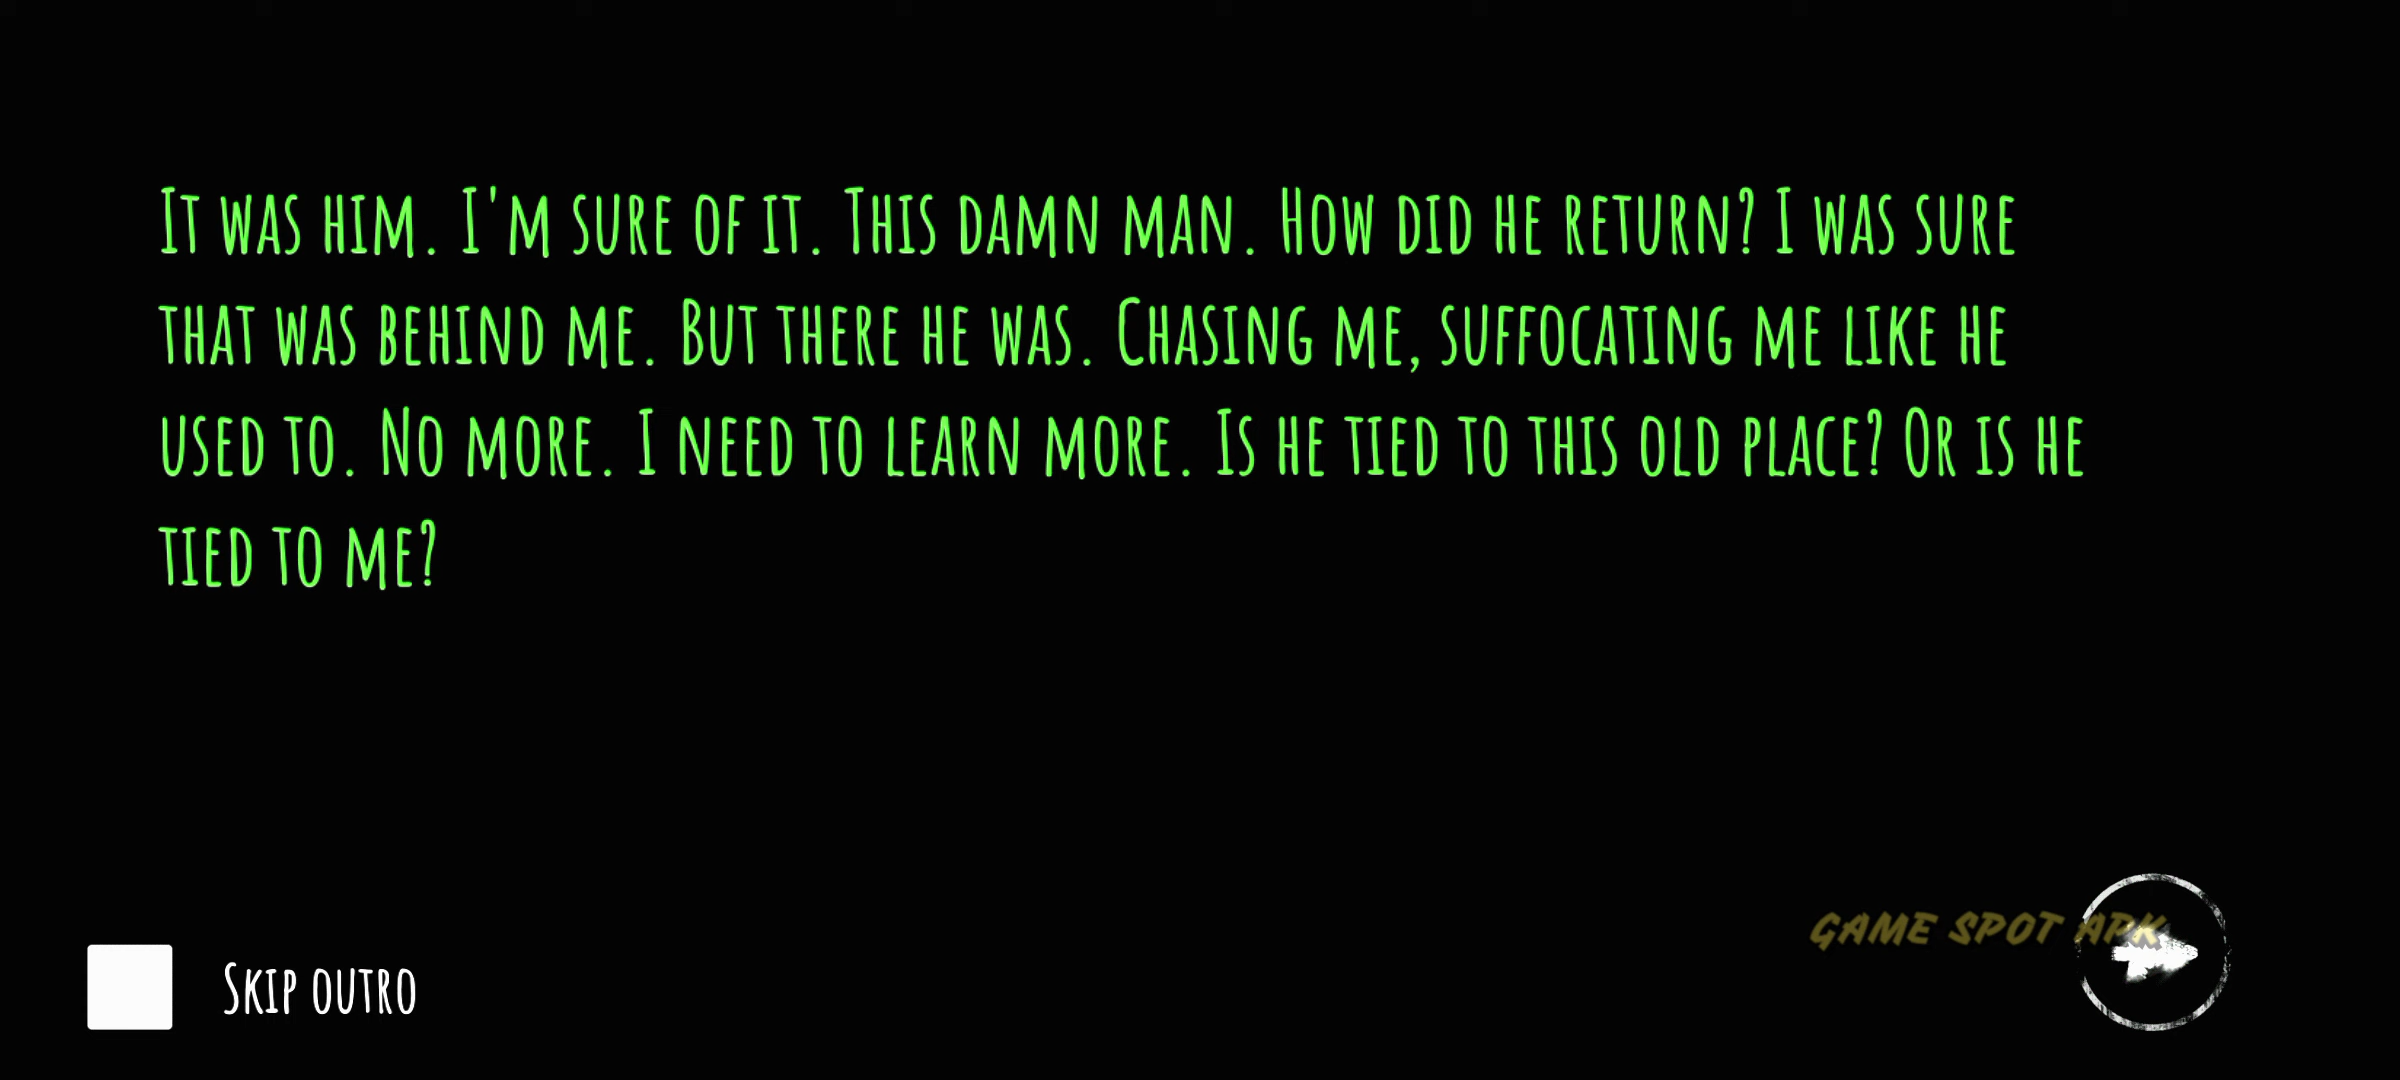 It was him. I'm sure of it. This damn man. How did he return? I was sure
that was behind me. But there he was. Chasing me, suffocating me like he
used to. No more. I need to learn more. Is he tied to this old place? Or is he
tied to me?
GAME SPOT APK
Skip outro